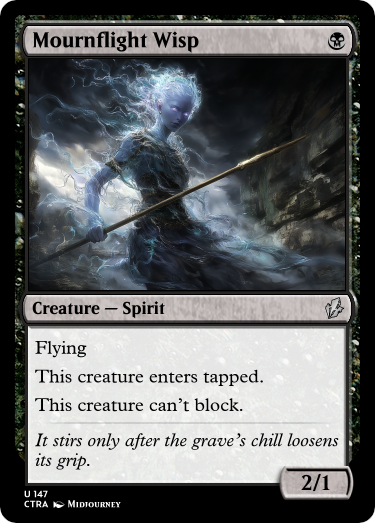 Mournflight Wisp
Creature — Spirit
Flying
This creature enters tapped.
This creature can't block.
It stirs only after the grave's chill loosens
its grip.
2/1
U 147
CTRA Midjourney